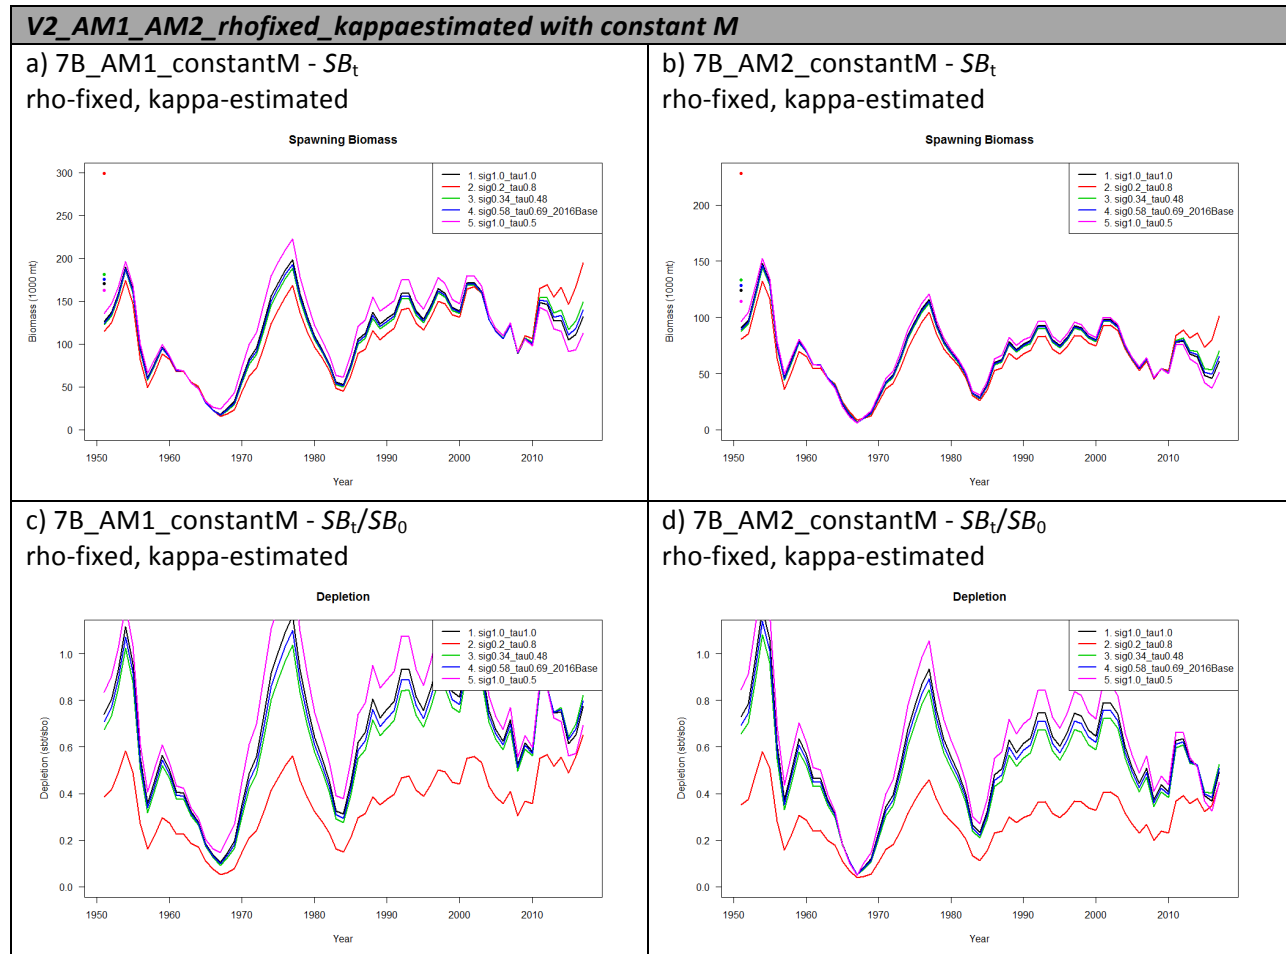 V2_AM1_AM2_rhofixed_kappaestimated with constant M
a) 7B_AM1_constantM - SBt
rho-fixed, kappa-estimated
Spawning Biomass
1. sig1.0_tau1.0
2. sig0.2_tau0.8
3. sig0.34_tau0.48
4. sig0.58_tau0.69_2016Base
5. sig1.0_tau0.5
Biomass (1000 mt)
300
250
200
150
100
50
0
1950 1960 1970 1980 1990 2000 2010
Year
b) 7B_AM2_constantM - SBt
rho-fixed, kappa-estimated
Spawning Biomass
1. sig1.0_tau1.0
2. sig0.2_tau0.8
3. sig0.34_tau0.48
4. sig0.58_tau0.69_2016Base
5. sig1.0_tau0.5
Biomass (1000 mt)
200
150
100
50
0
1950 1960 1970 1980 1990 2000 2010
Year
c) 7B_AM1_constantM - SBt/SB0
rho-fixed, kappa-estimated
Depletion
1. sig1.0_tau1.0
2. sig0.2_tau0.8
3. sig0.34_tau0.48
4. sig0.58_tau0.69_2016Base
5. sig1.0_tau0.5
Depletion (sbt/sbo)
1.0
0.8
0.6
0.4
0.2
0.0
1950 1960 1970 1980 1990 2000 2010
Year
d) 7B_AM2_constantM - SBt/SB0
rho-fixed, kappa-estimated
Depletion
1. sig1.0_tau1.0
2. sig0.2_tau0.8
3. sig0.34_tau0.48
4. sig0.58_tau0.69_2016Base
5. sig1.0_tau0.5
Depletion (sbt/sbo)
1.0
0.8
0.6
0.4
0.2
0.0
1950 1960 1970 1980 1990 2000 2010
Year